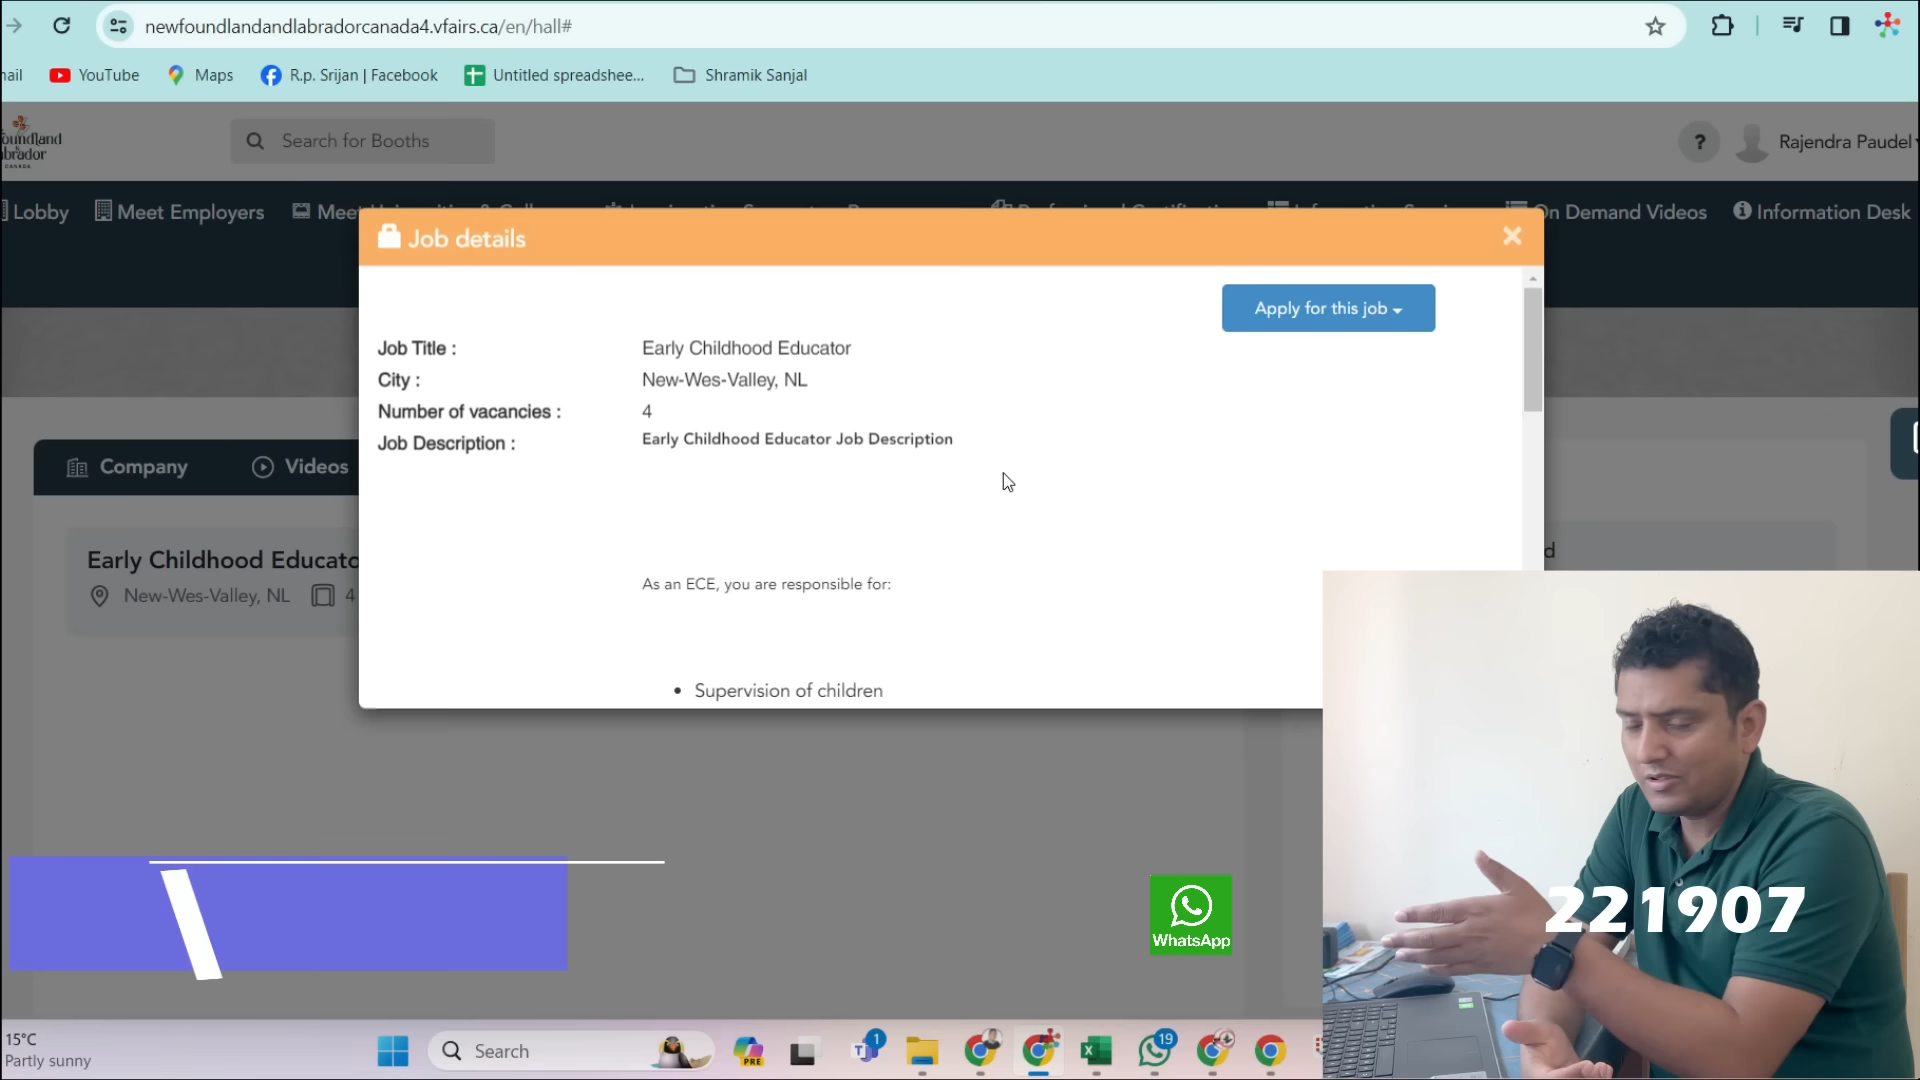 newfoundlandandlabradorcanada4.vfairs.ca/en/hall#
YouTube
Maps
R.p. Srijan | Facebook
Untitled spreadshee...
Shramik Sanjal
Search for Booths
?
Rajendra Paudel
Lobby
Meet Employers
On Demand Videos
Information Desk
Job details
Apply for this job
Job Title :
Early Childhood Educator
City :
New-Wes-Valley, NL
Number of vacancies :
4
Job Description :
Early Childhood Educator Job Description
Company
Videos
As an ECE, you are responsible for:
• Supervision of children
Early Childhood Educato
New-Wes-Valley, NL
4
WhatsApp
221907
15°C
Partly sunny
Search
PRE
1
19